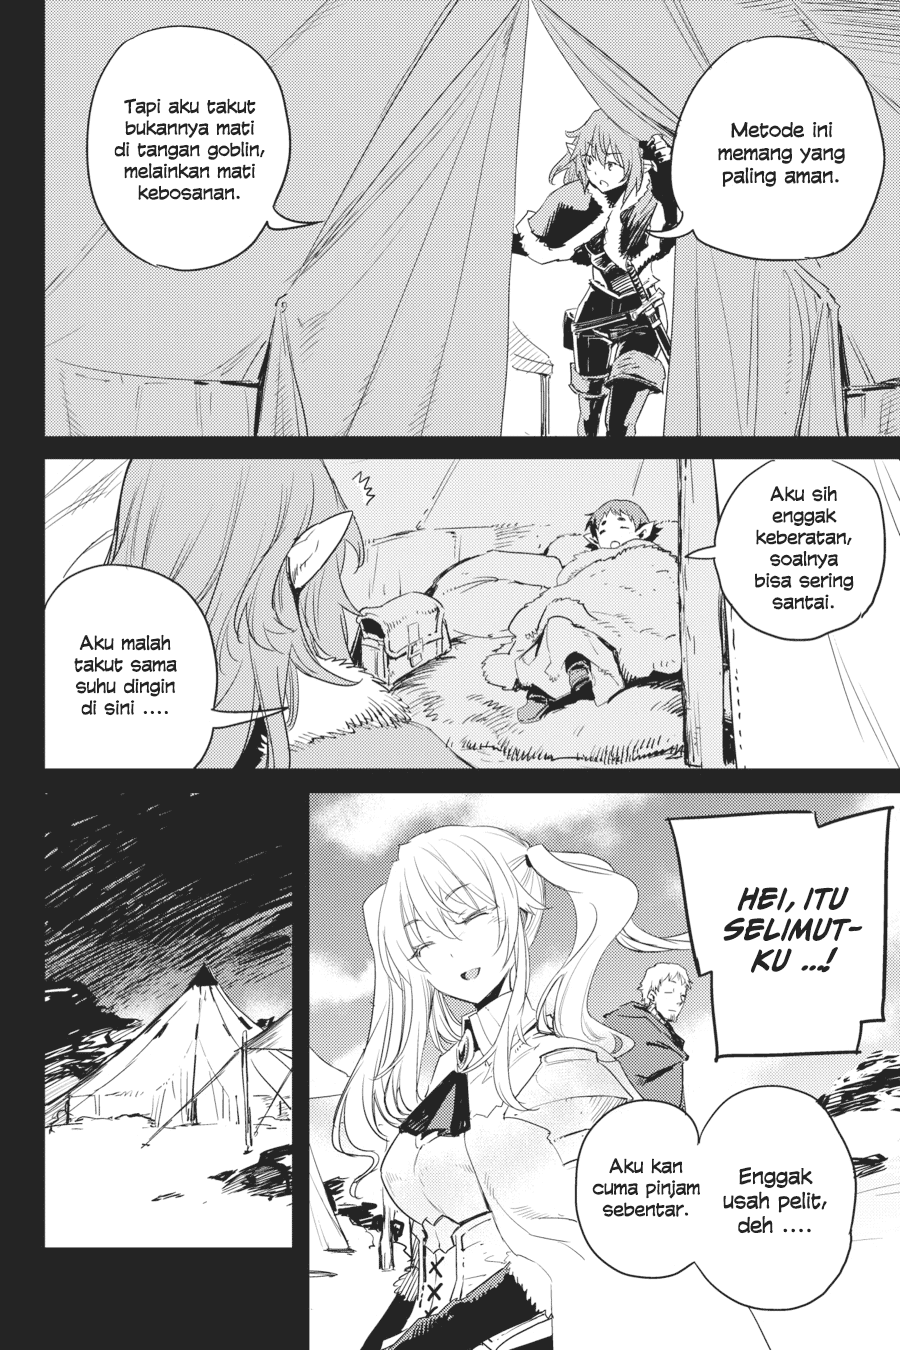 Metode ini
memang yang
paling aman.
Tapi aku takut
bukannya mati
di tangan goblin,
melainkan mati
kebosanan.
Aku sih
enggak
keberatan,
soalnya
bisa sering
santai.
Aku malah
takut sama
suhu dingin
di sini ....
HEI, ITU
SELIMUT-
KU ...!
Enggak
usah pelit,
deh ....
Aku kan
cuma pinjam
sebentar.